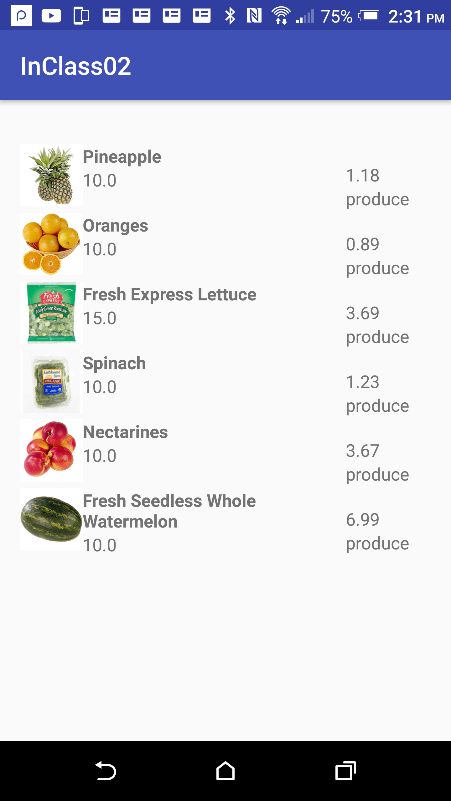 75% 2:31 PM
InClass02
Pineapple
10.0
1.18
produce
Oranges
10.0
0.89
produce
Fresh
Fresh Express Lettuce
15.0
3.69
produce
Spinach
10.0
1.23
produce
Nectarines
10.0
3.67
produce
Fresh Seedless Whole
Watermelon
10.0
6.99
produce